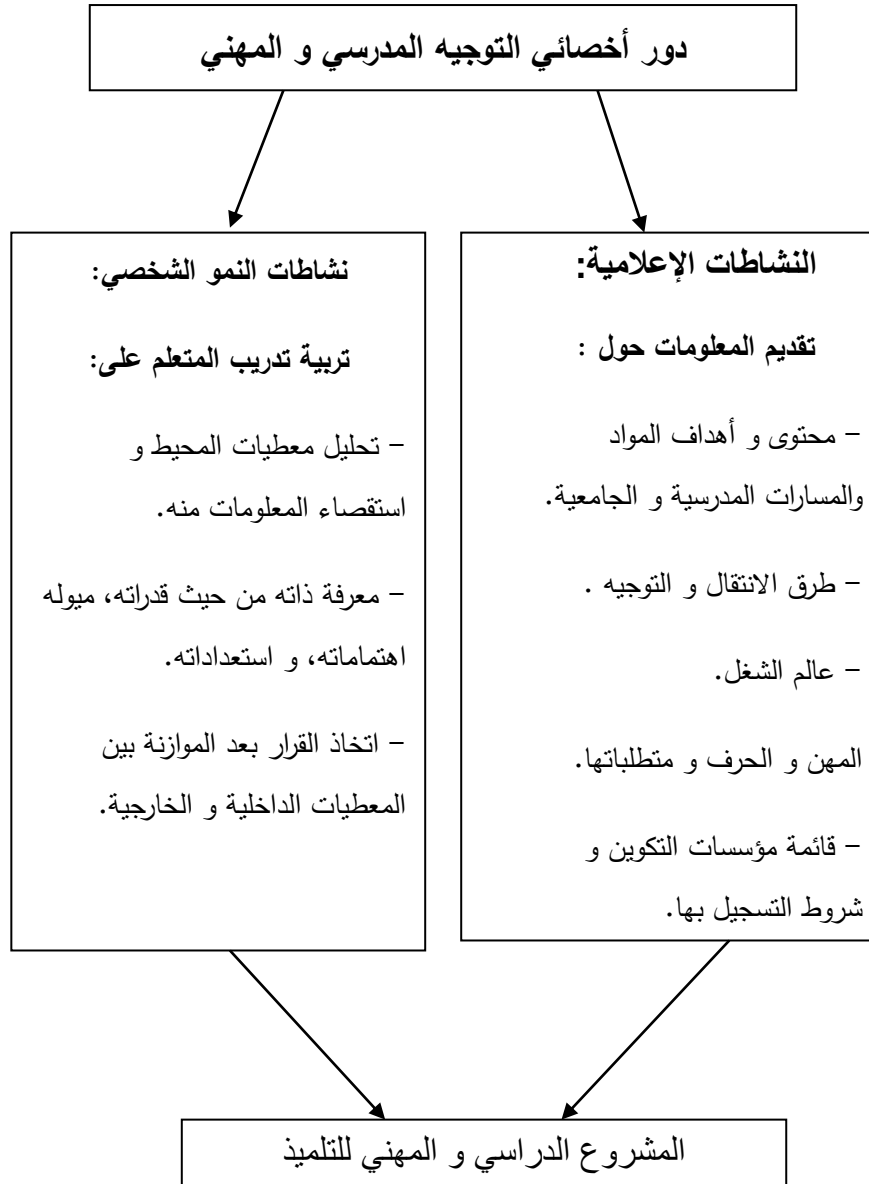 دور أخصائي التوجيه المدرسي و المهني
النشاطات الإعلامية:
تقديم المعلومات حول :
– محتوى و أهداف المواد
والمسارات المدرسية و الجامعية.
– طرق الانتقال و التوجيه .
– عالم الشغل.
المهن و الحرف و متطلباتها.
– قائمة مؤسسات التكوين و
شروط التسجيل بها.
نشاطات النمو الشخصي:
تربية تدريب المتعلم على:
– تحليل معطيات المحيط و
استقصاء المعلومات منه.
– معرفة ذاته من حيث قدراته، ميوله
اهتماماته، و استعداداته.
– اتخاذ القرار بعد الموازنة بين
المعطيات الداخلية و الخارجية.
المشروع الدراسي و المهني للتلميذ